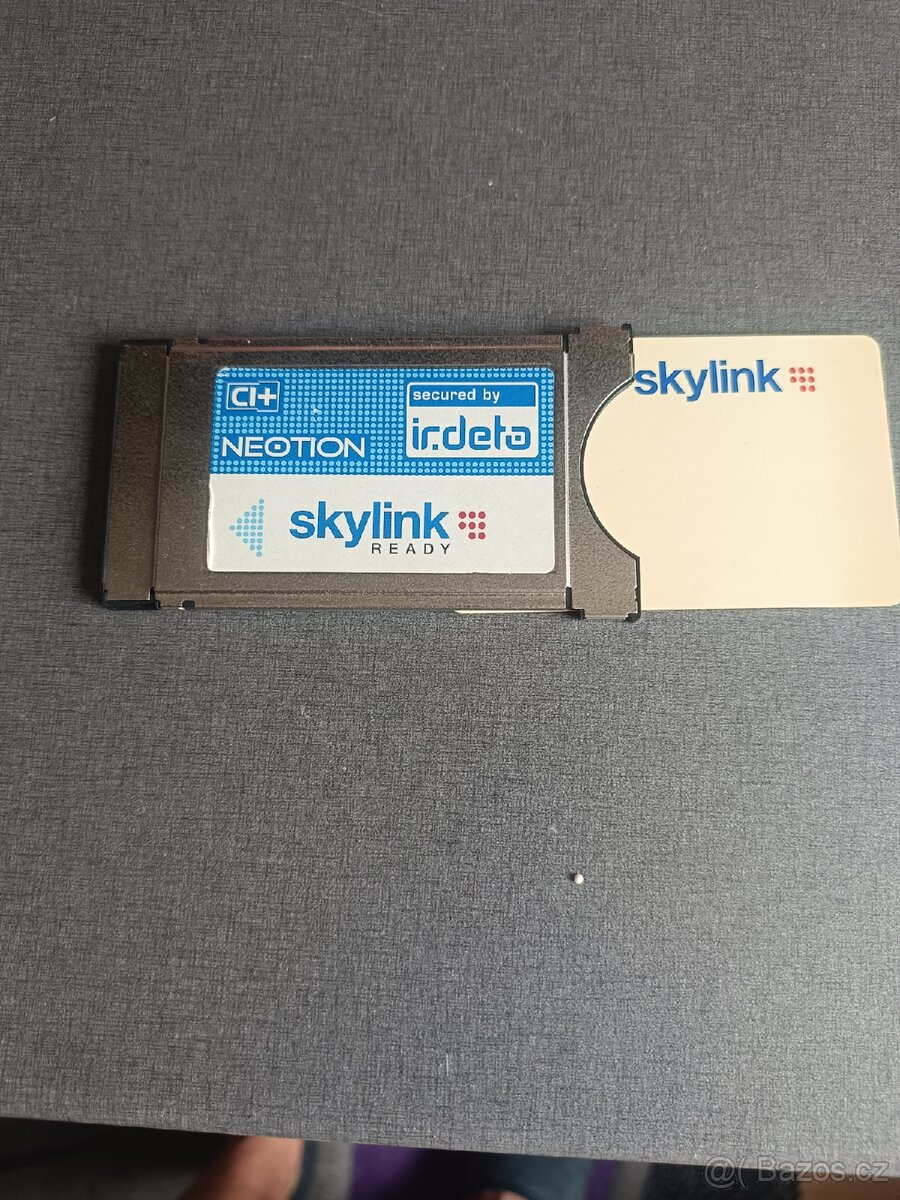 CI+
NEOTION
secured by
irdeto
skylink
READY
skylink
@( Bazos.cz